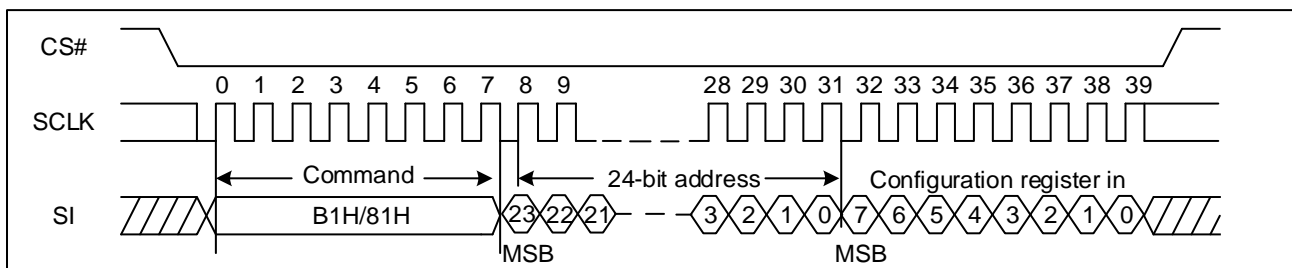 CS#
0 1 2 3 4 5 6 7 8 9 28 29 30 31 32 33 34 35 36 37 38 39
SCLK
Command 24-bit address Configuration register in
SI B1H/81H 23 22 21 3 2 1 0 7 6 5 4 3 2 1 0
MSB MSB